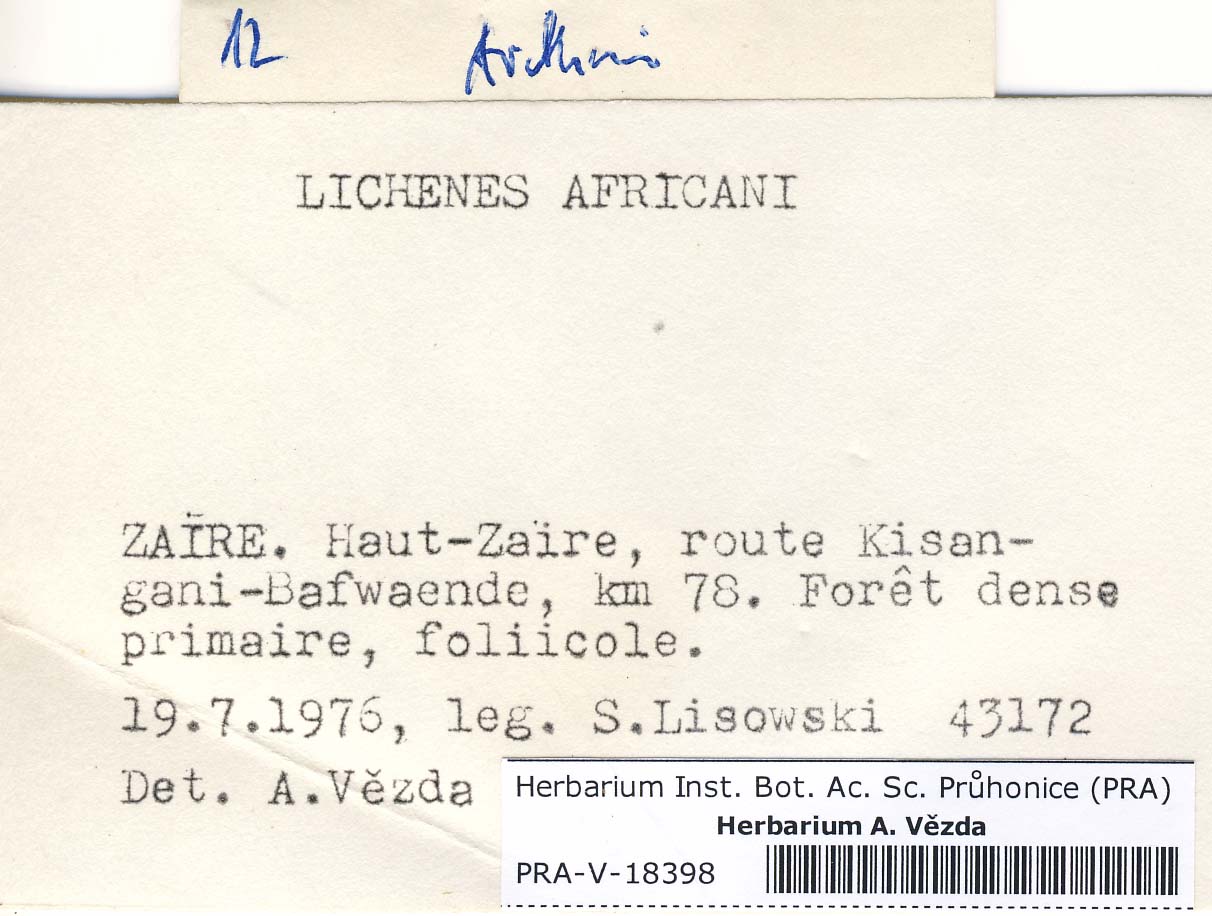 12
LICHENES AFRICANI
ZAÏRE. Haut-Zaïre, route Kisan-
gani-Bafwaende, km 78. Forêt dense
primaire, foliicole.
19.7.1976, leg. S.Lisowski 43172
Det. A.Vězda
Herbarium Inst. Bot. Ac. Sc. Průhonice (PRA)
Herbarium A. Vězda
PRA-V-18398